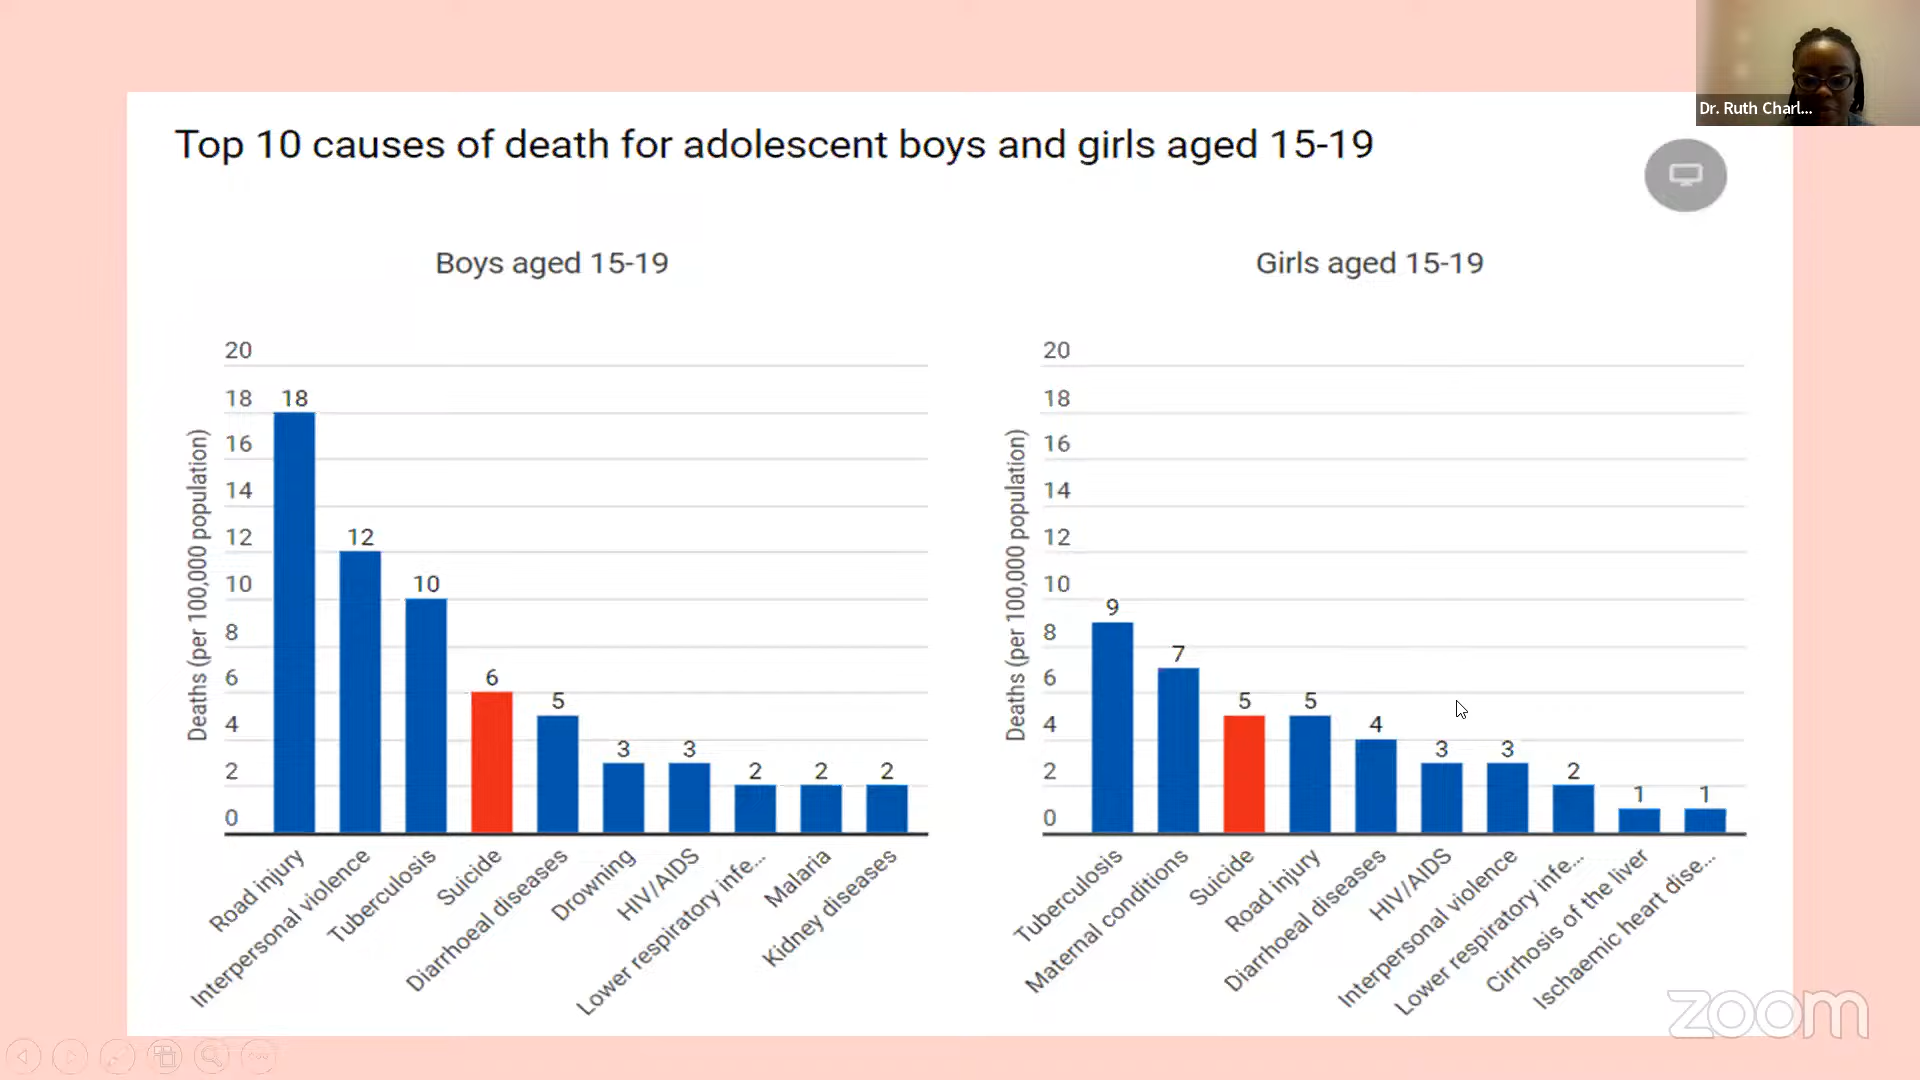 Dr. Ruth Charl...
Top 10 causes of death for adolescent boys and girls aged 15-19
Boys aged 15-19
Deaths (per 100,000 population)
20
18
16
14
12
10
8
6
4
2
0
18
12
10
6
5
3
3
2
2
2
Road injury
Interpersonal violence
Tuberculosis
Suicide
Diarrhoeal diseases
Drowning
HIV//AIDS
Lower respiratory infe...
Malaria
Kidney diseases
Girls aged 15-19
Deaths (per 100,000 population)
20
18
16
14
12
10
8
6
4
2
0
9
7
5
5
4
3
3
2
1
1
Tuberculosis
Maternal conditions
Suicide
Road injury
Diarrhoeal diseases
HIV//AIDS
Interpersonal violence
Lower respiratory infe...
Cirrhosis of the liver
Ischaemic heart dise...
zoom